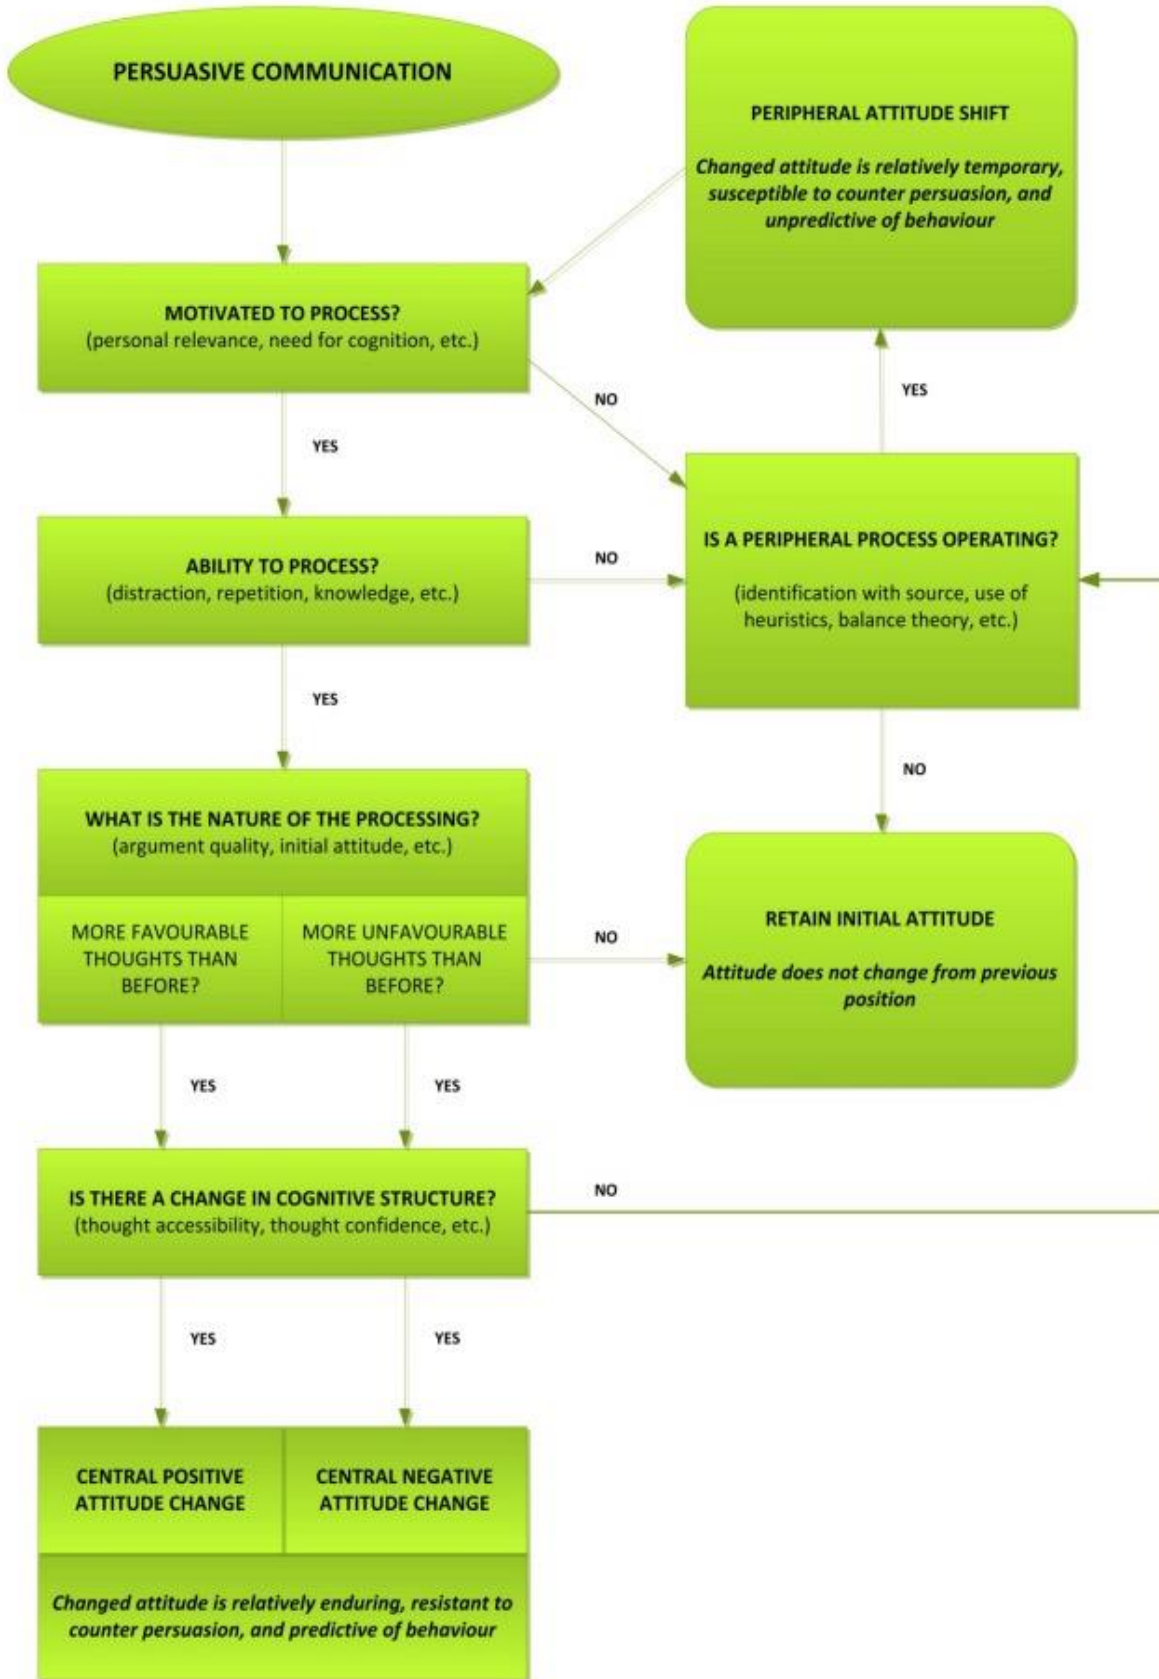 PERSUASIVE COMMUNICATION
PERIPHERAL ATTITUDE SHIFT
Changed attitude is relatively temporary,
susceptible to counter persuasion, and
unpredictive of behaviour
MOTIVATED TO PROCESS?
(personal relevance, need for cognition, etc.)
NO
YES
YES
ABILITY TO PROCESS?
(distraction, repetition, knowledge, etc.)
NO
IS A PERIPHERAL PROCESS OPERATING?
(identification with source, use of
heuristics, balance theory, etc.)
YES
NO
WHAT IS THE NATURE OF THE PROCESSING?
(argument quality, initial attitude, etc.)
MORE FAVOURABLE
THOUGHTS THAN
BEFORE?
MORE UNFAVOURABLE
THOUGHTS THAN
BEFORE?
NO
RETAIN INITIAL ATTITUDE
Attitude does not change from previous
position
YES
YES
IS THERE A CHANGE IN COGNITIVE STRUCTURE?
(thought accessibility, thought confidence, etc.)
NO
YES
YES
CENTRAL POSITIVE
ATTITUDE CHANGE
CENTRAL NEGATIVE
ATTITUDE CHANGE
Changed attitude is relatively enduring, resistant to
counter persuasion, and predictive of behaviour